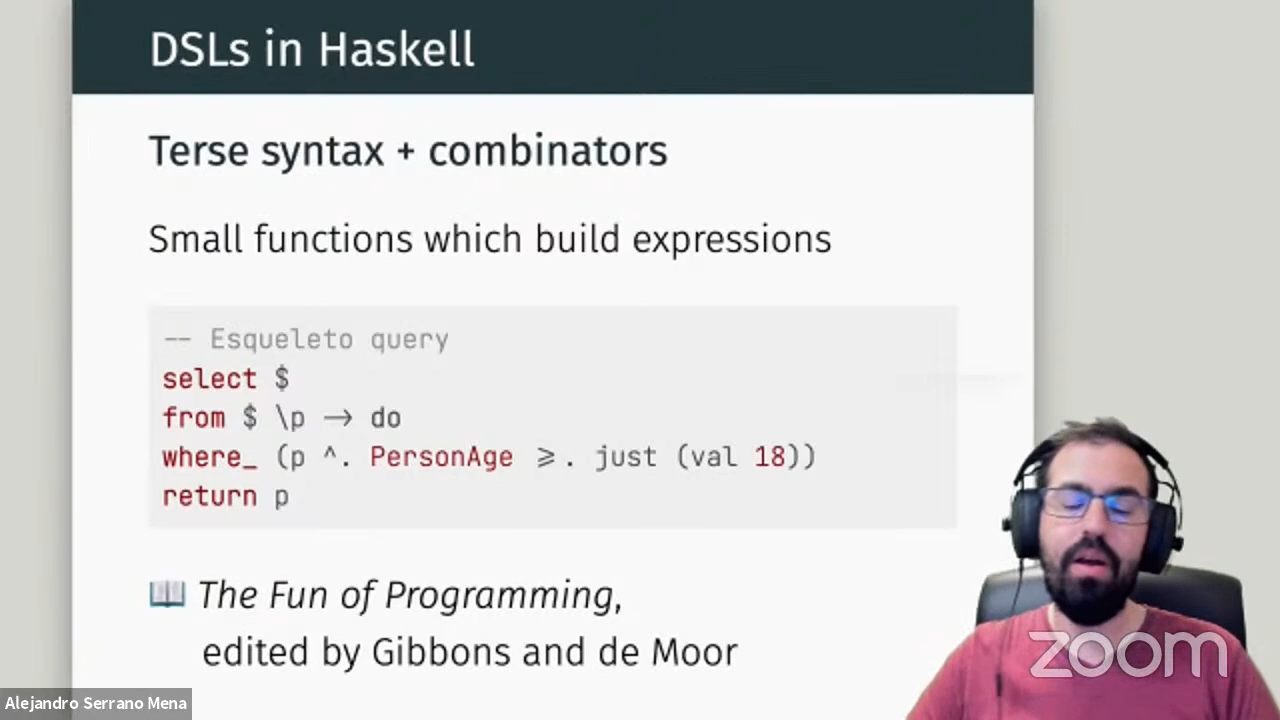 DSLs in Haskell
Terse syntax + combinators
Small functions which build expressions
-- Esqueleto query
select $
from $ \p → do
where_ (p ^. PersonAge ⩾. just (val 18))
return p
📖 The Fun of Programming,
edited by Gibbons and de Moor
zoom
Alejandro Serrano Mena